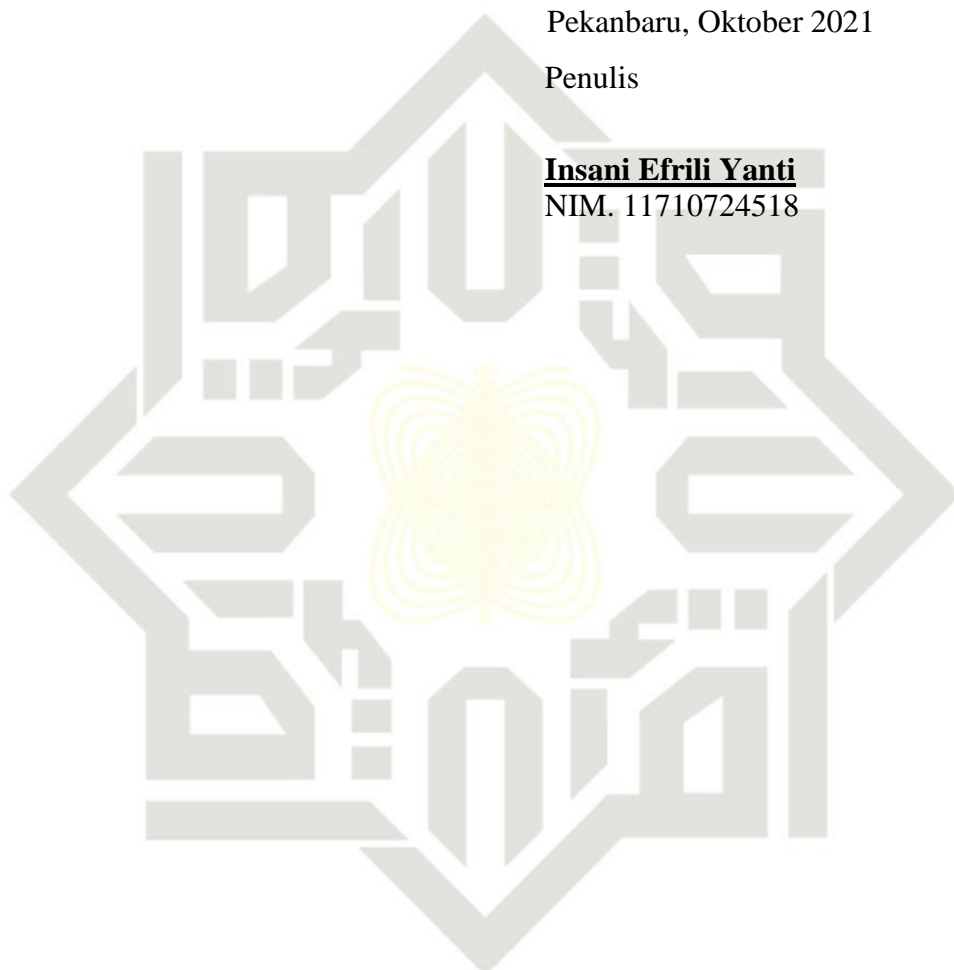 Pekanbaru, Oktober 2021
Penulis
Insani Efrili Yanti
NIM. 11710724518